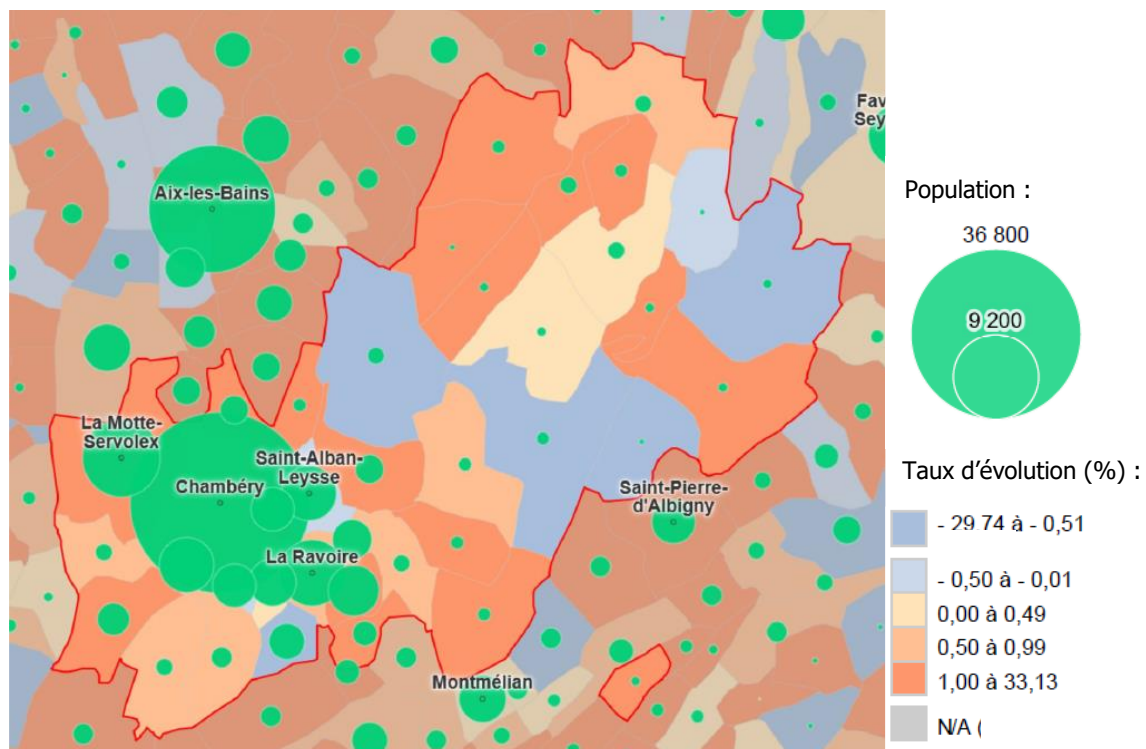 Fav
Sey
Aix-les-Bains
La Motte-
Servolex
Saint-Alban-
Leysse
Chambéry
La Ravoire
Saint-Pierre-
d'Albigny
Montmélian
Population :
36 800
9 200
Taux d’évolution (%) :
- 29 74 à - 0,51
- 0,50 à - 0,01
0,00 à 0,49
0,50 à 0,99
1,00 à 33,13
N/A (